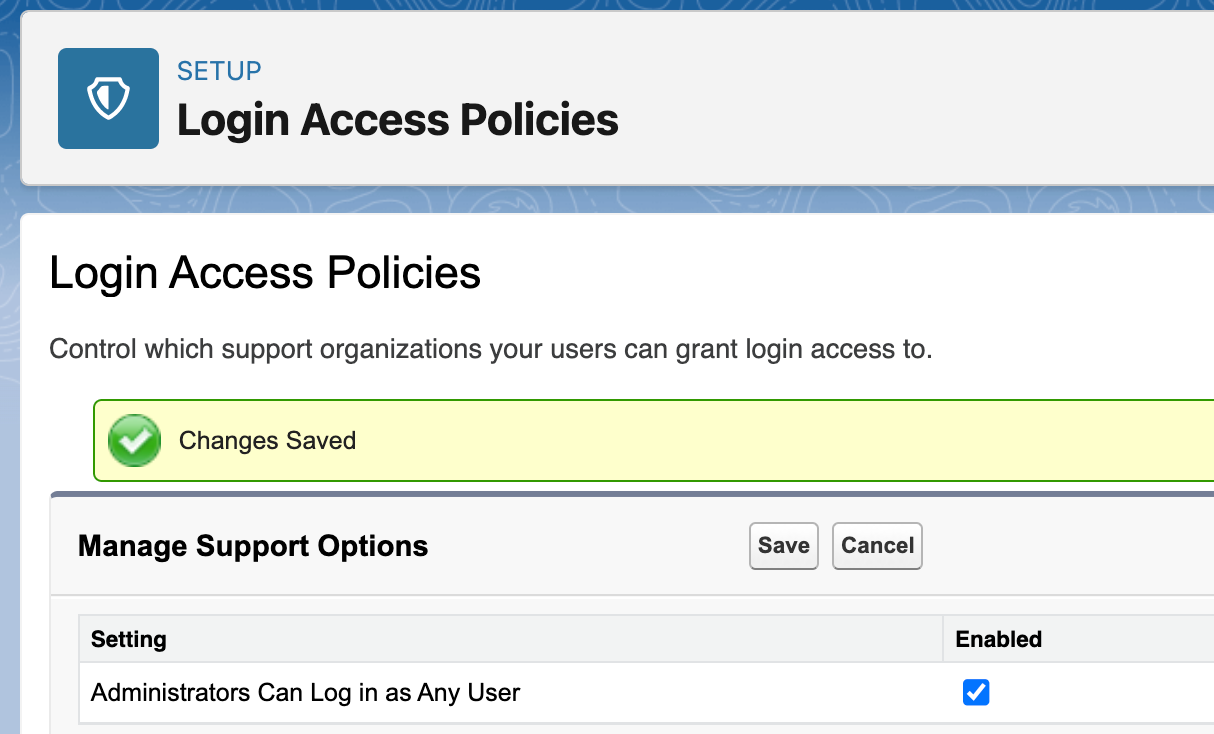 SETUP
Login Access Policies
Login Access Policies
Control which support organizations your users can grant login access to.
Changes Saved
Manage Support Options
Save
Cancel
Setting
Enabled
Administrators Can Log in as Any User